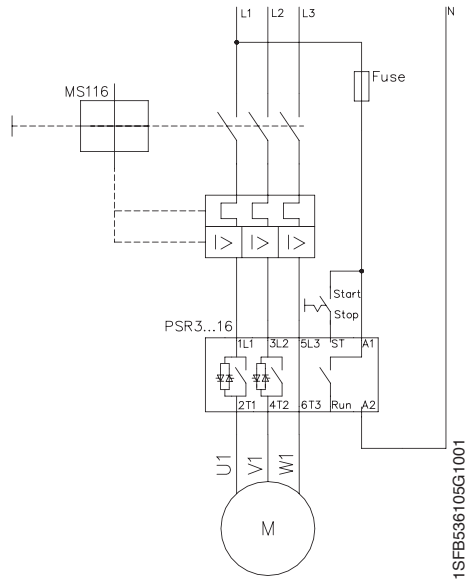 L1 L2 L3 N
Fuse
MS116
I> I> I>
Start
Stop
PSR3...16
1L1 3L2 5L3 ST A1
2T1 4T2 6T3 Run A2
U1 V1 W1
M
1SFB536105G1001